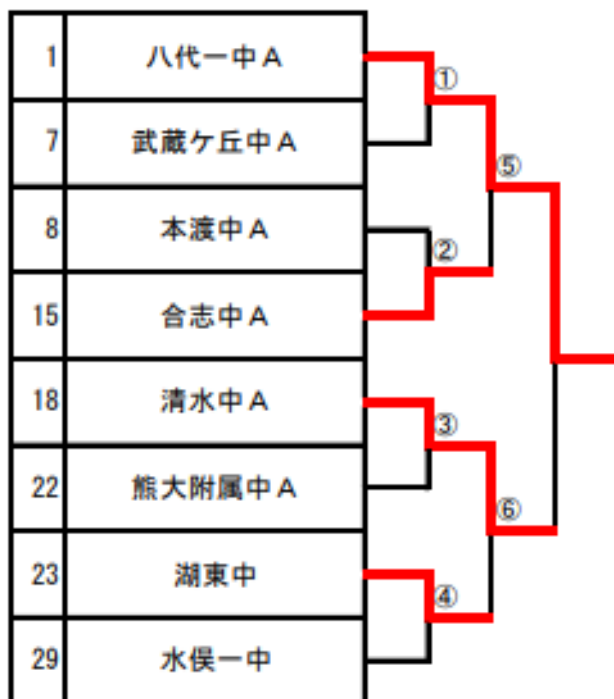 1 八代一中A ①
7 武蔵ケ丘中A ⑤
8 本渡中A ②
15 合志中A
18 清水中A ③
22 熊大附属中A ⑥
23 湖東中 ④
29 水俣一中